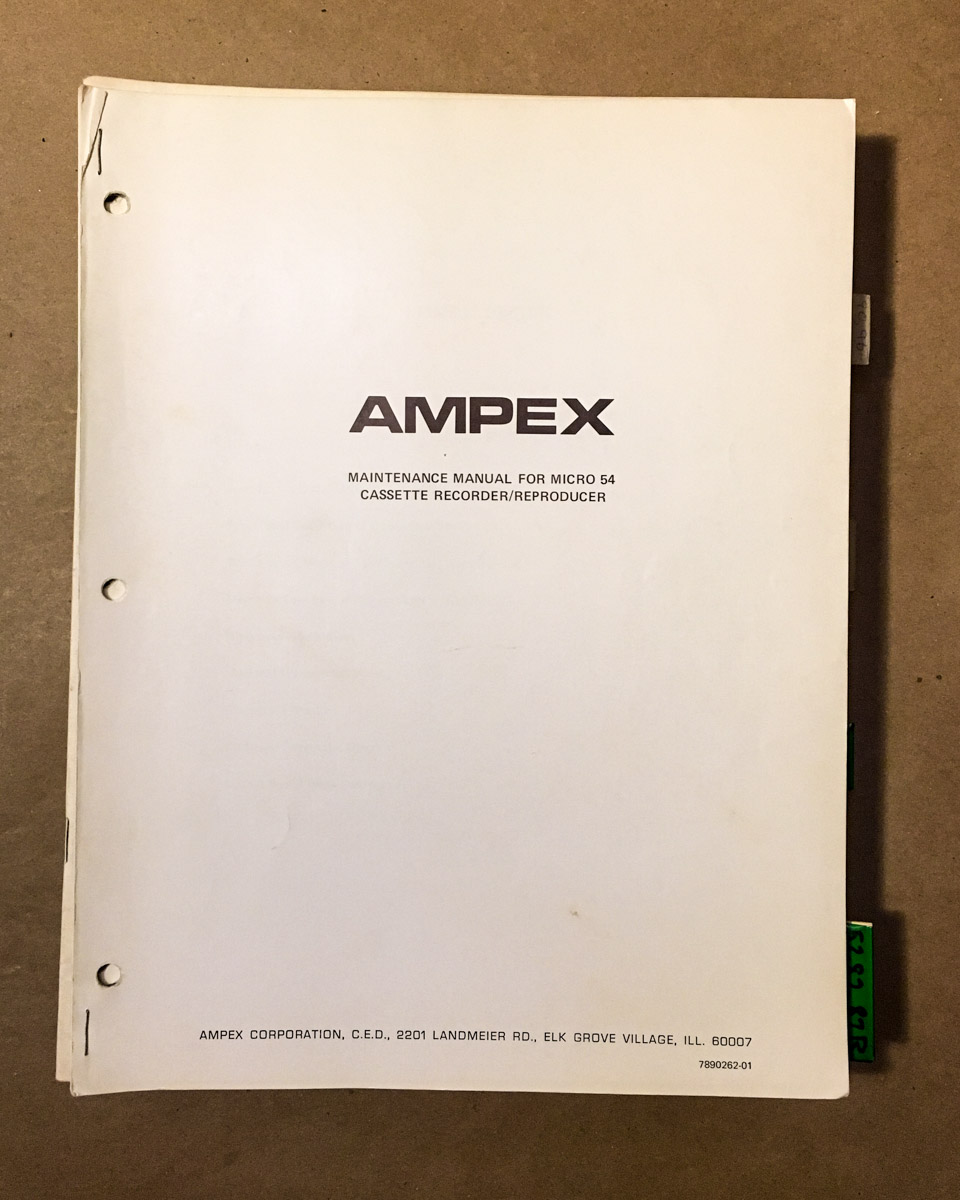 AMPEX
MAINTENANCE MANUAL FOR MICRO 54
CASSETTE RECORDER/REPRODUCER
AMPEX CORPORATION, C.E.D., 2201 LANDMEIER RD., ELK GROVE VILLAGE, ILL. 60007
7890262-01